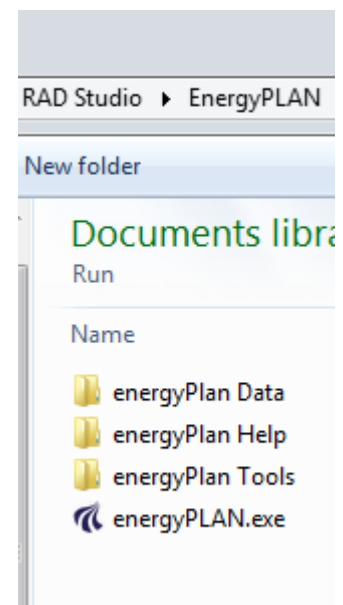 RAD Studio ▸ EnergyPLAN
New folder
Documents libra
Run
Name
energyPlan Data
energyPlan Help
energyPlan Tools
energyPLAN.exe